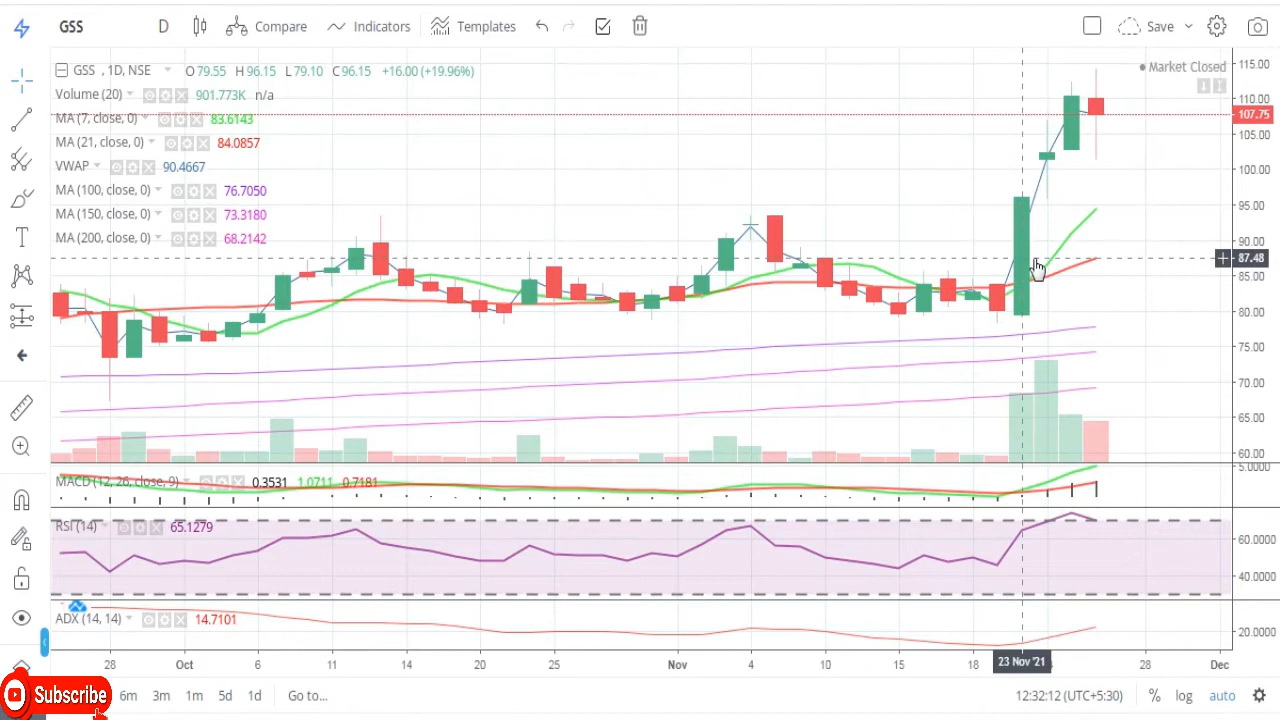 GSS D Compare Indicators Templates Save
GSS , 1D, NSE O79.55 H96.15 L79.10 C96.15 +16.00 (+19.96%)
Market Closed
Volume (20) 901.773K n/a
MA (7, close, 0) 83.6143
MA (21, close, 0) 84.0857
VWAP 90.4667
MA (100, close, 0) 76.7050
MA (150, close, 0) 73.3180
MA (200, close, 0) 68.2142
115.00
110.00
107.75
105.00
100.00
95.00
90.00
87.48
85.00
80.00
75.00
70.00
65.00
60.00
MACD (12, 26, close, 9) 0.3531 1.0711 0.7181
5.0000
RSI (14) 65.1279
60.0000
40.0000
ADX (14, 14) 14.7101
20.0000
28 Oct 6 11 14 20 25 Nov 4 10 15 18 23 Nov '21 28 Dec
Subscribe 6m 3m 1m 5d 1d Go to... 12:32:12 (UTC+5:30) % log auto